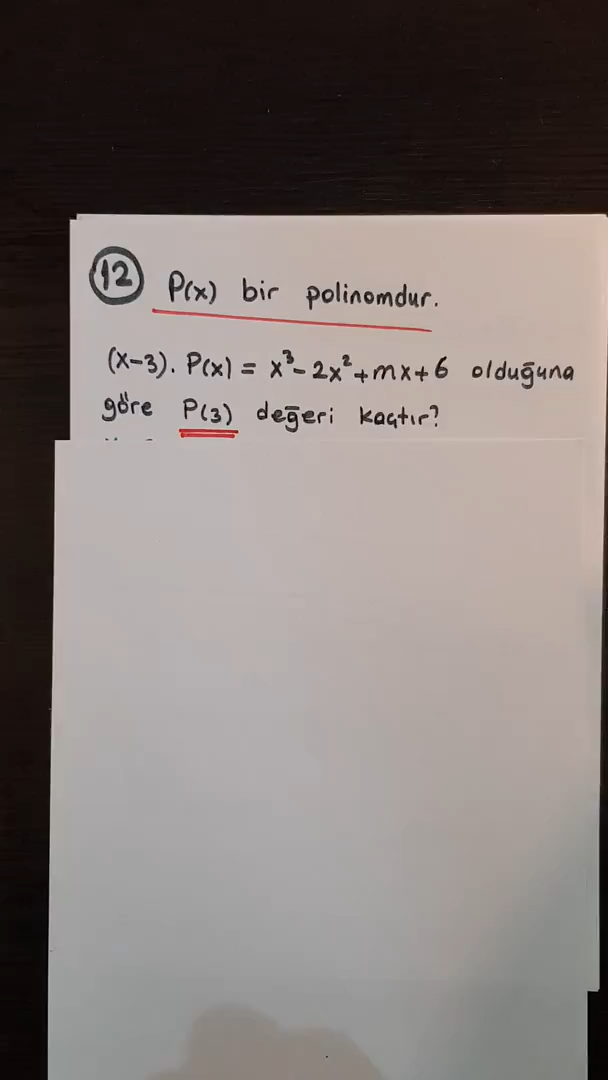 12 P(x) bir polinomdur.
(x-3). P(x) = x³-2x²+mx+6 olduğuna
göre P(3) değeri kaçtır?